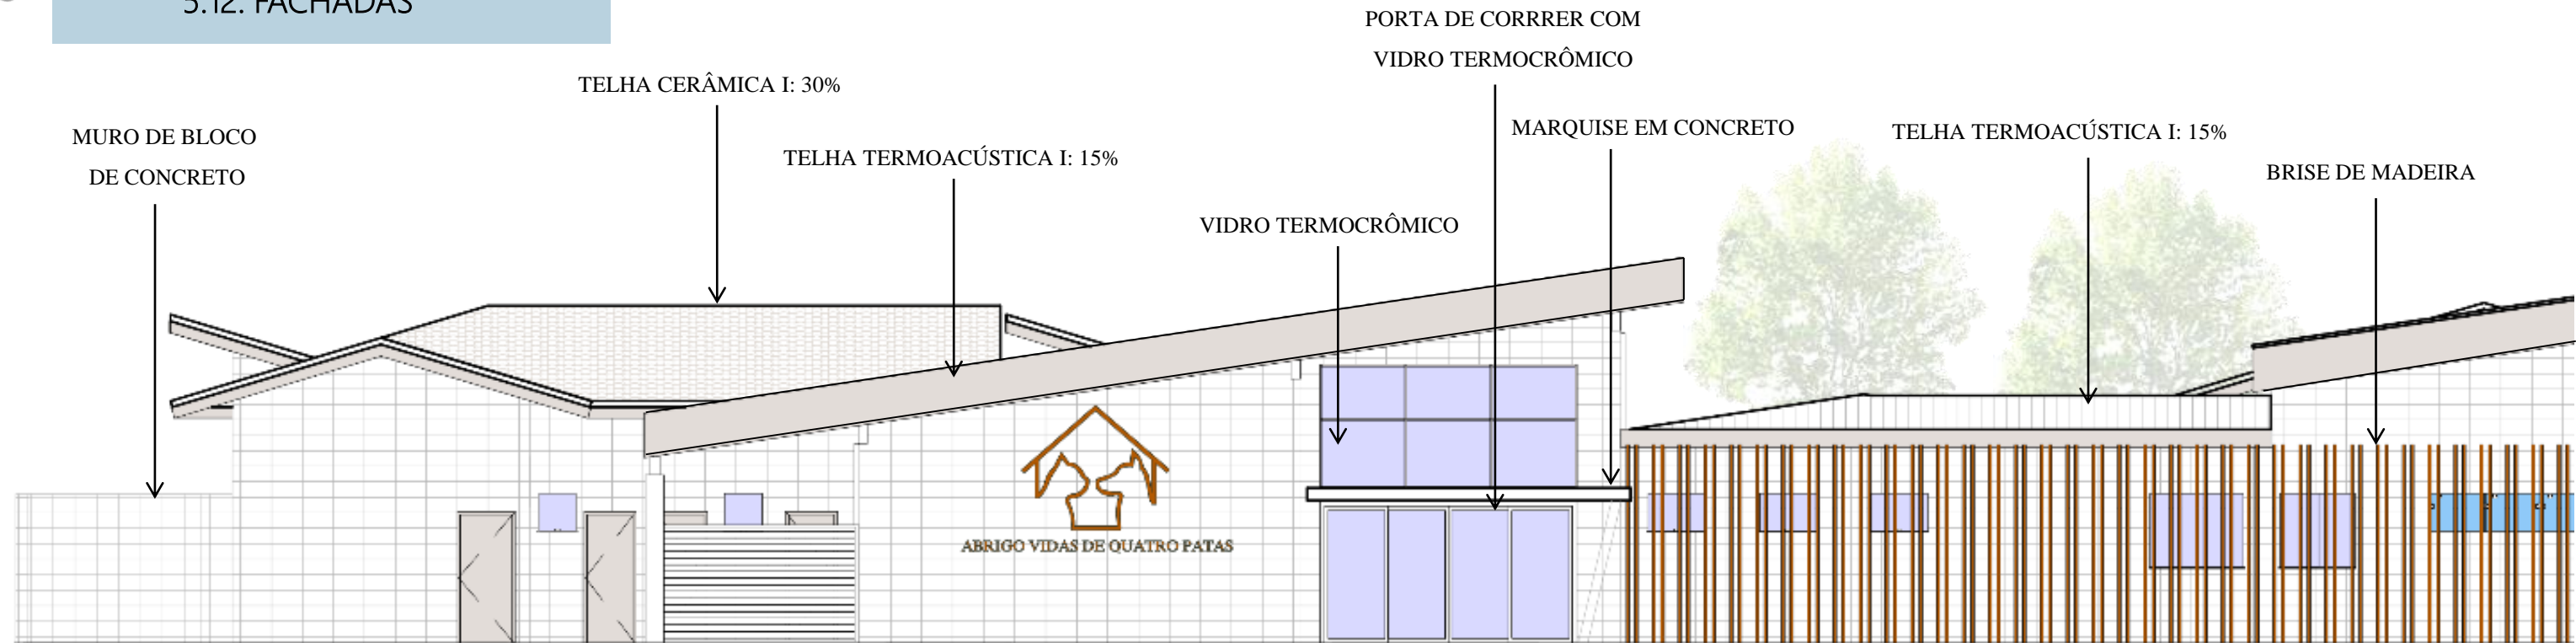 5.12. FACHADAS
PORTA DE CORRRER COM
VIDRO TERMOCRÔMICO
TELHA CERÂMICA I: 30%
MURO DE BLOCO
DE CONCRETO
TELHA TERMOACÚSTICA I: 15%
MARQUISE EM CONCRETO
TELHA TERMOACÚSTICA I: 15%
BRISE DE MADEIRA
VIDRO TERMOCRÔMICO
ABRIGO VIDAS DE QUATRO PATAS